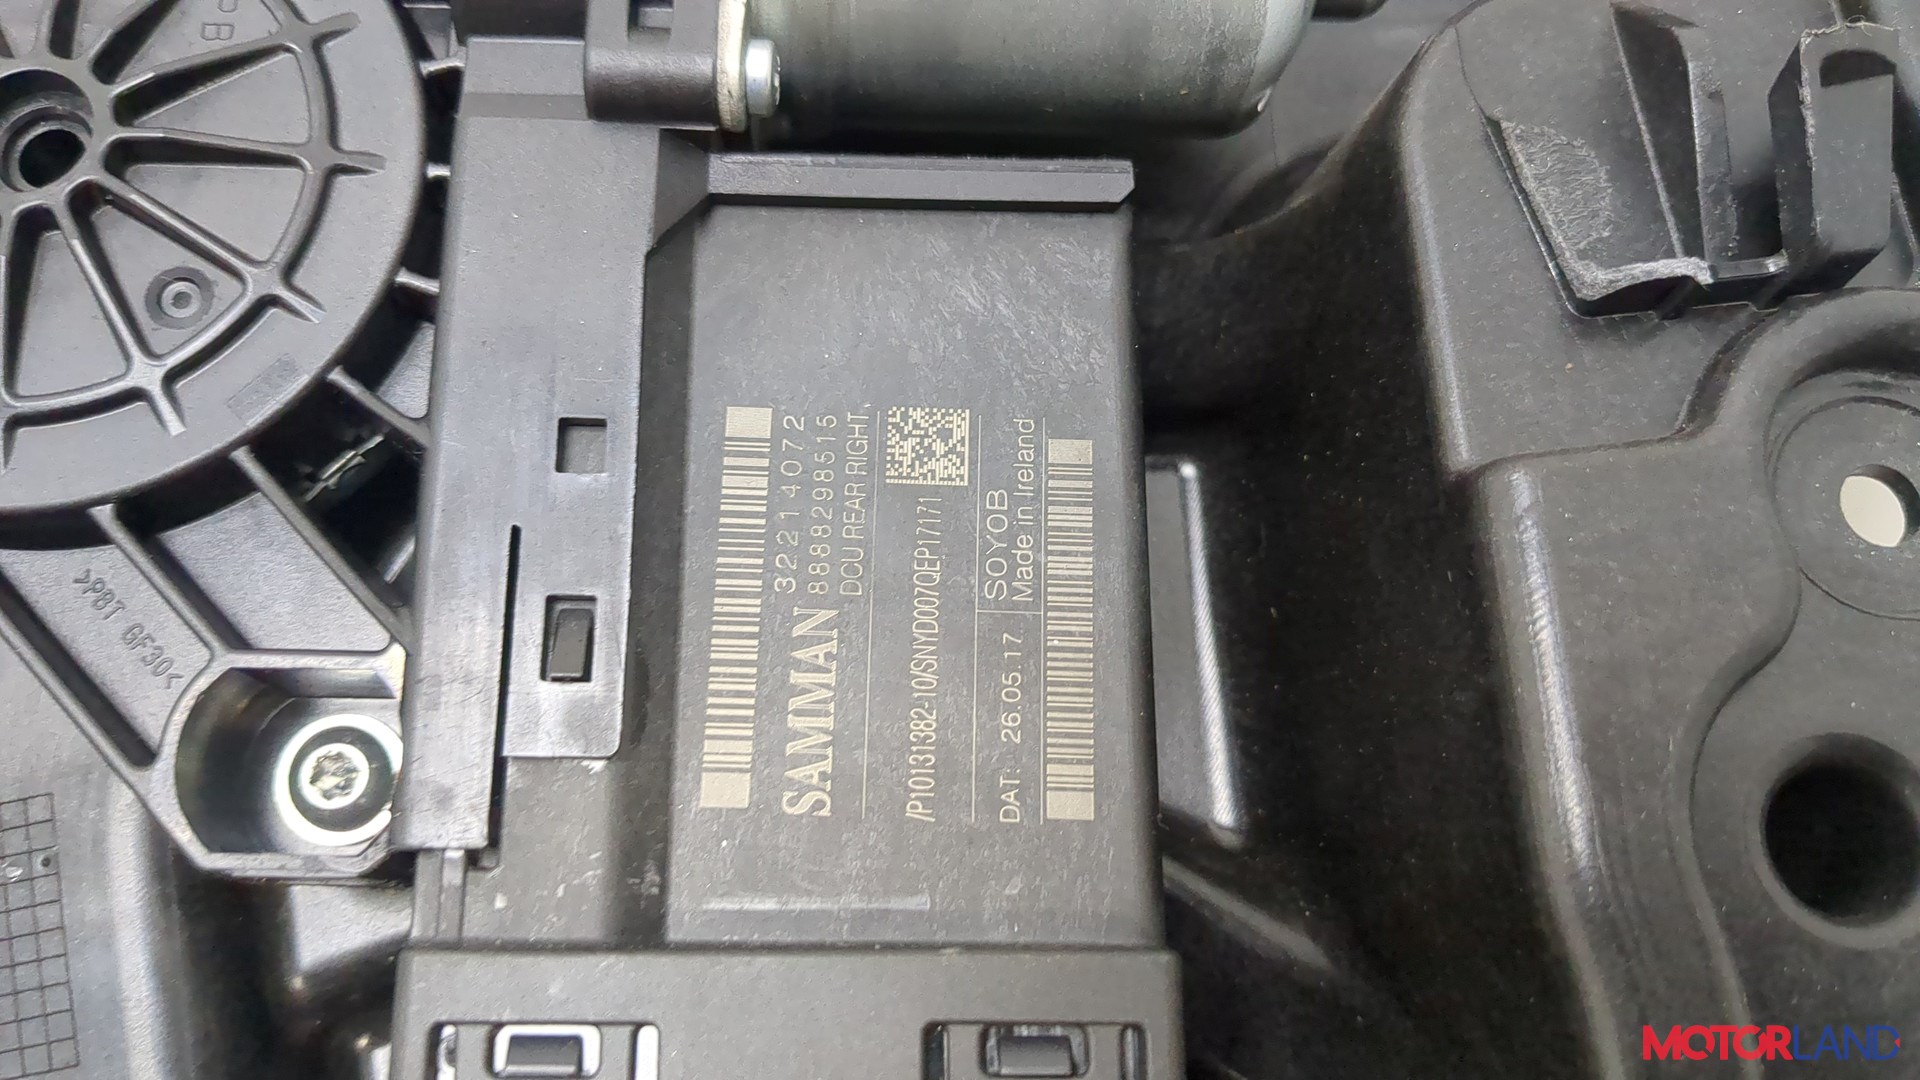 SAMMAN
32214072
8888298515
DCU REAR RIGHT
/P10131382-10/SNYD007QEP17171
DAT: 26.05.17
SOYOB
Made in Ireland
>PBT GF30<
MOTORLAND